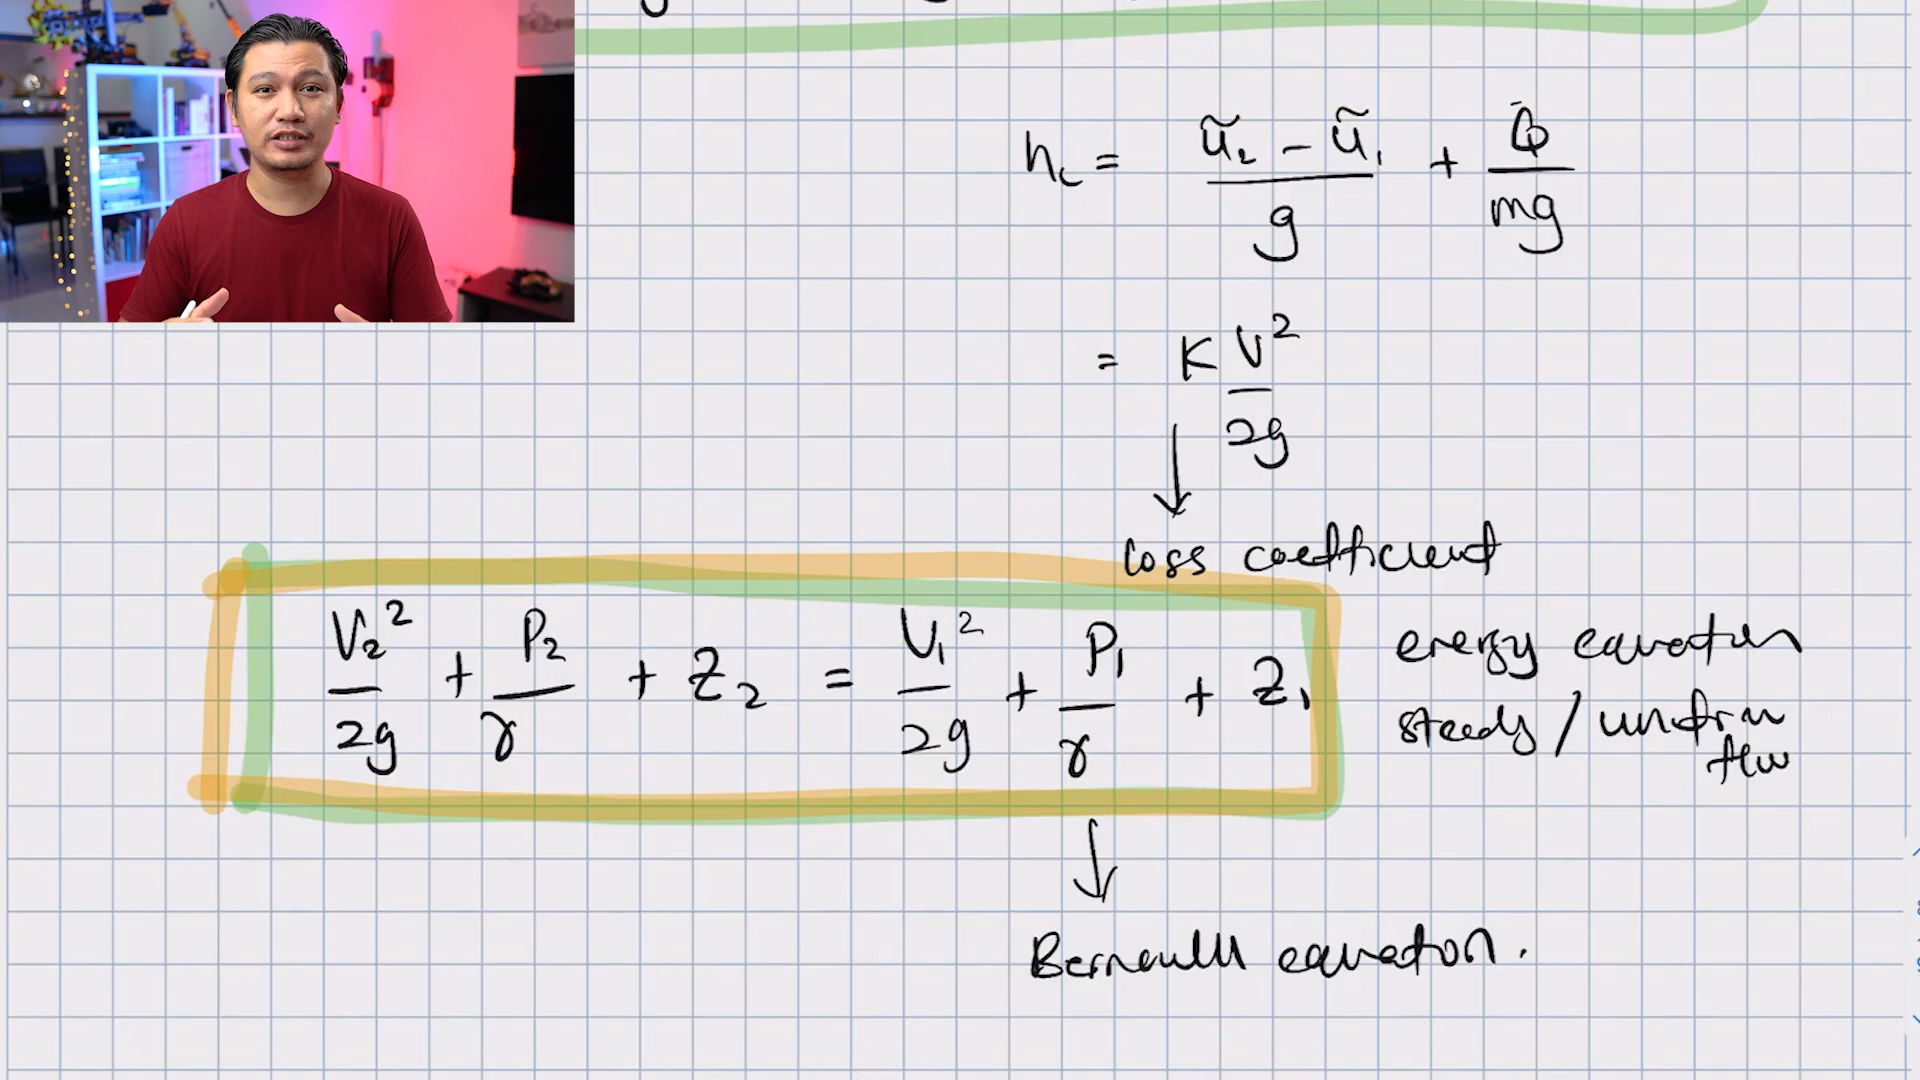 h_L = (ũ₂ - ũ₁)/g + Q̇/ṁg
= K V²/2g
loss coefficient
V₂²/2g + P₂/γ + Z₂ = V₁²/2g + P₁/γ + Z₁
energy equation
steady / uniform
flow
Bernoulli equation.